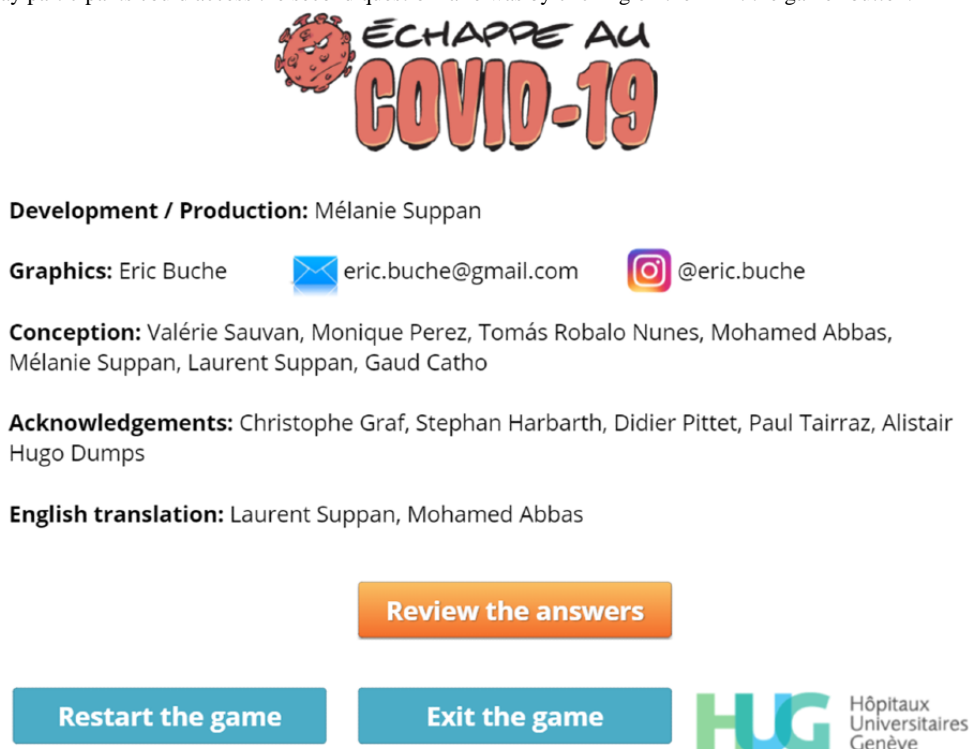 ÉCHAPPE AU
COVID-19
Development / Production: Mélanie Suppan
Graphics: Eric Buche eric.buche@gmail.com @eric.buche
Conception: Valérie Sauvan, Monique Perez, Tomás Robalo Nunes, Mohamed Abbas,
Mélanie Suppan, Laurent Suppan, Gaud Catho
Acknowledgements: Christophe Graf, Stephan Harbarth, Didier Pittet, Paul Tairraz, Alistair
Hugo Dumps
English translation: Laurent Suppan, Mohamed Abbas
Review the answers
Restart the game Exit the game HUG Hôpitaux
Universitaires
Genève